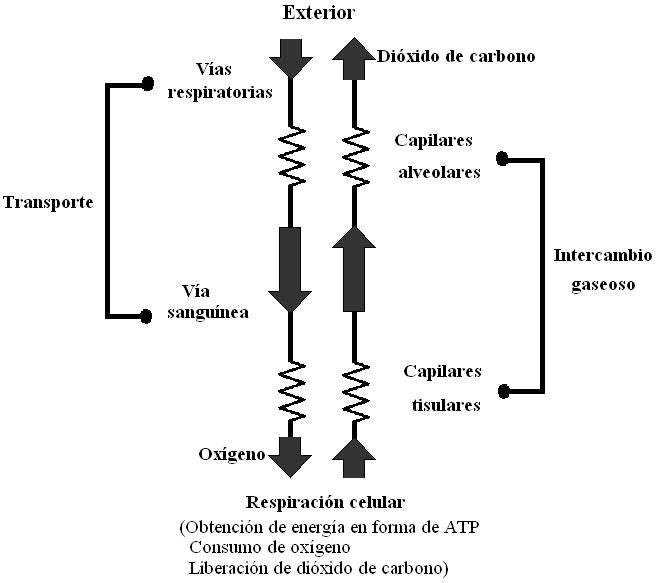 Exterior
Dióxido de carbono
Vías
respiratorias
Capilares
alveolares
Transporte
Intercambio
gaseoso
Vía
sanguínea
Capilares
tisulares
Oxígeno
Respiración celular
(Obtención de energía en forma de ATP
Consumo de oxígeno
Liberación de dióxido de carbono)